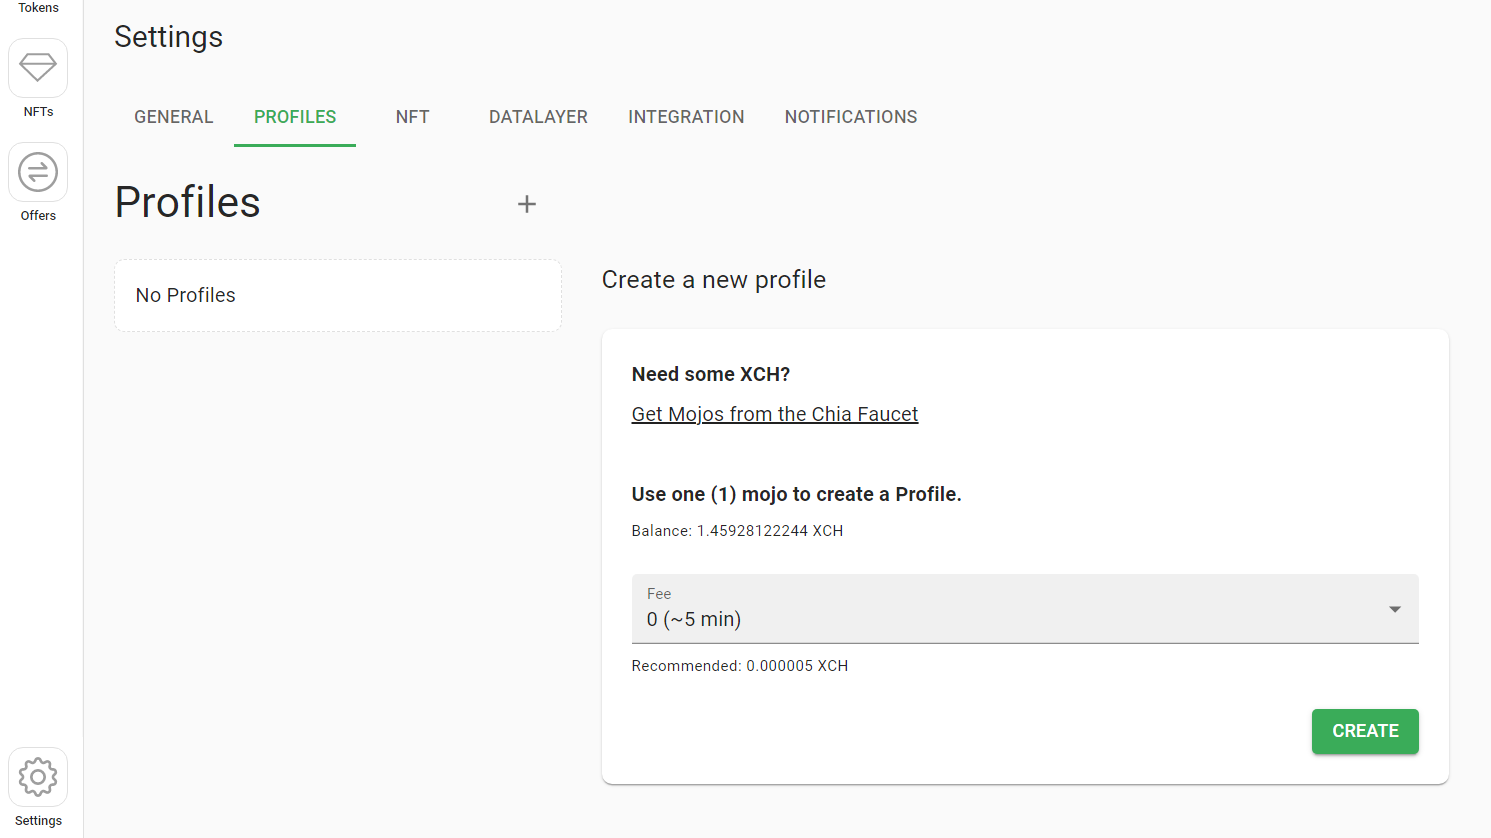 Tokens
NFTs
Offers
Settings
Settings
GENERAL PROFILES NFT DATALAYER INTEGRATION NOTIFICATIONS
Profiles +
No Profiles
Create a new profile
Need some XCH?
Get Mojos from the Chia Faucet
Use one (1) mojo to create a Profile.
Balance: 1.45928122244 XCH
Fee
0 (~5 min)
Recommended: 0.000005 XCH
CREATE